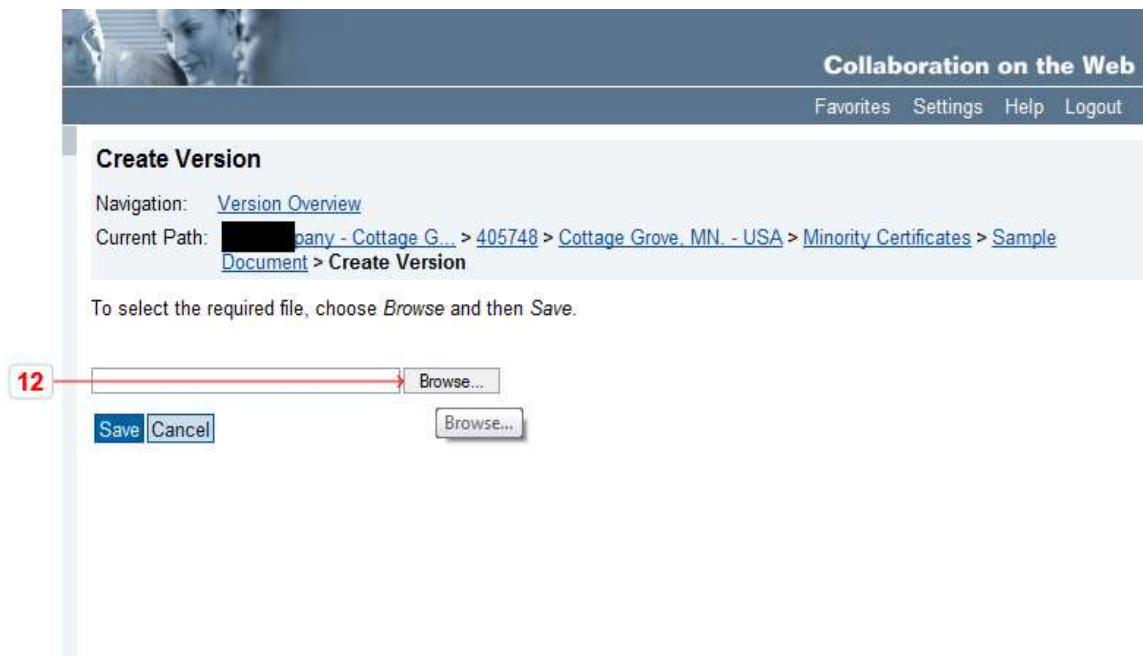 Collaboration on the Web
Favorites Settings Help Logout
Create Version
Navigation: Version Overview
Current Path: pany - Cottage G... > 405748 > Cottage Grove, MN. - USA > Minority Certificates > Sample
Document > Create Version
To select the required file, choose Browse and then Save.
12
Browse...
Save Cancel
Browse...